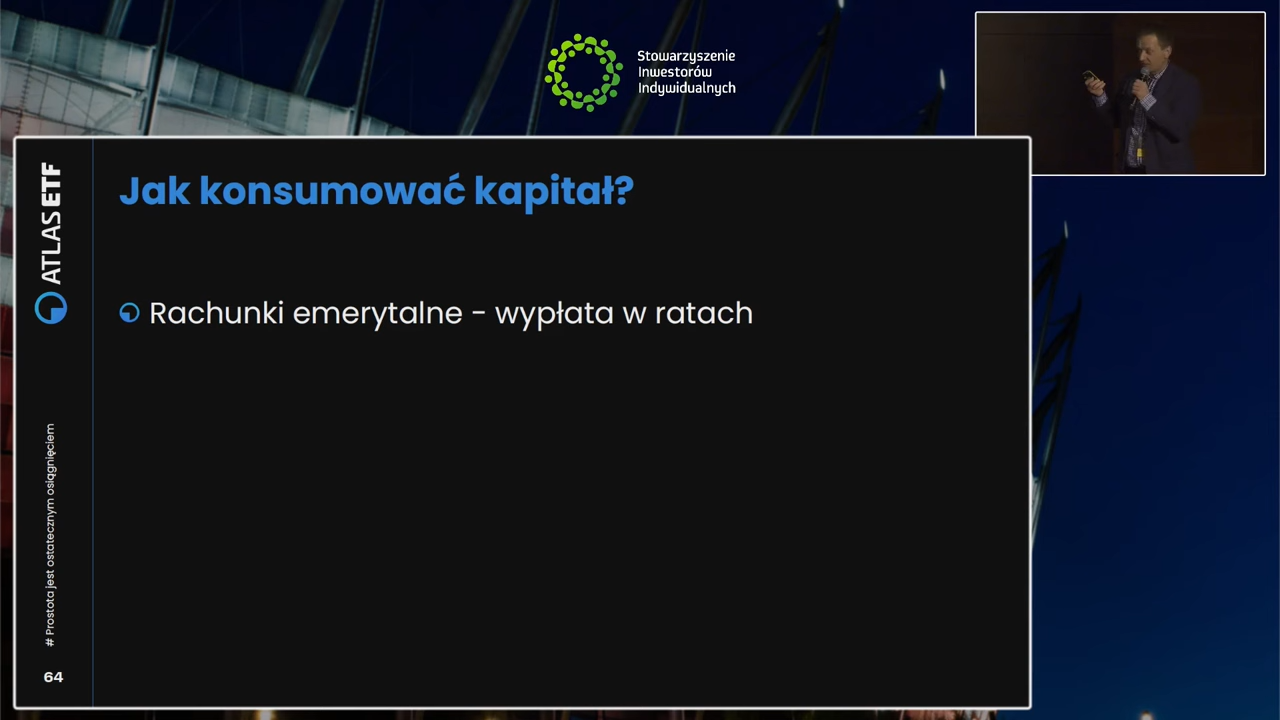 Stowarzyszenie
Inwestorów
Indywidualnych
ATLAS ETF
Jak konsumować kapitał?
Rachunki emerytalne - wypłata w ratach
# Prostota jest ostatecznym osiągnięciem
64